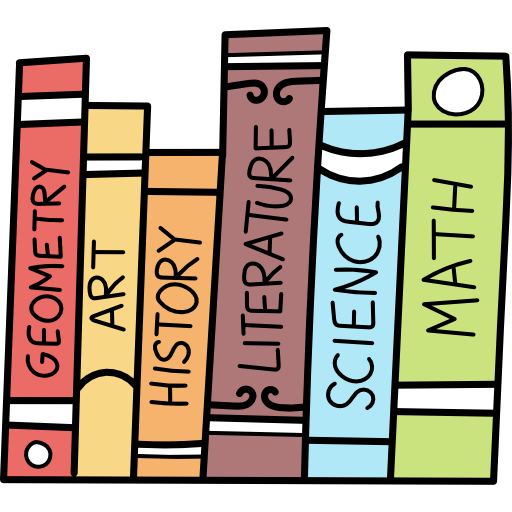 GEOMETRY
ART
HISTORY
LITERATURE
SCIENCE
MATH